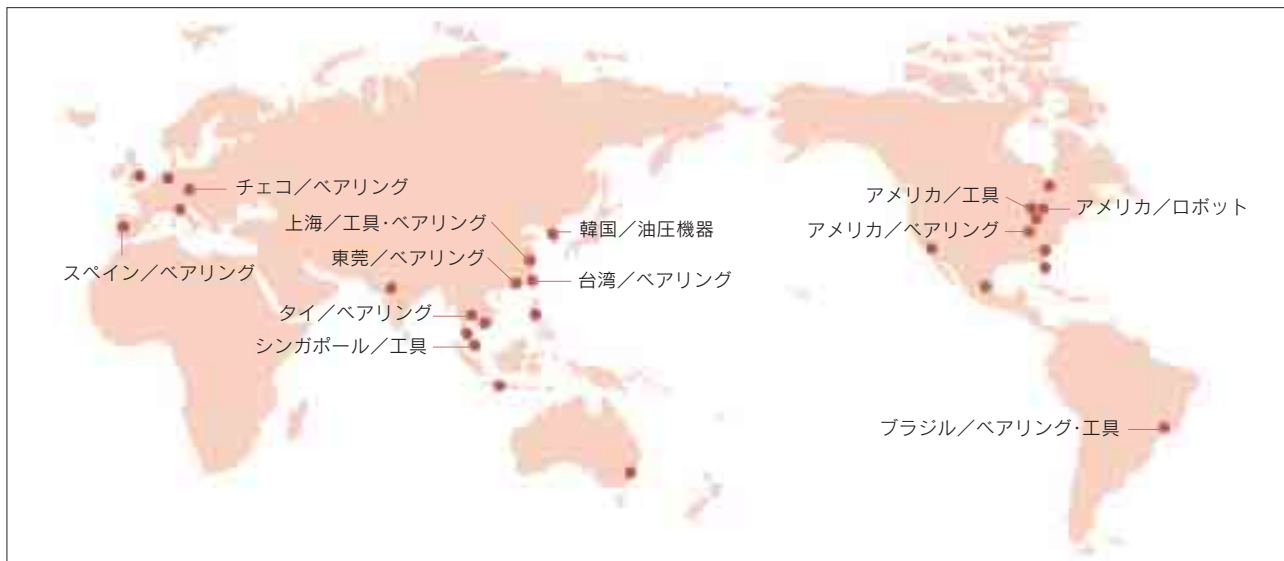 チェコ／ベアリング
上海／工具・ベアリング
東莞／ベアリング
スペイン／ベアリング
タイ／ベアリング
シンガポール／工具
韓国／油圧機器
台湾／ベアリング
アメリカ／工具
アメリカ／ロボット
アメリカ／ベアリング
ブラジル／ベアリング・工具